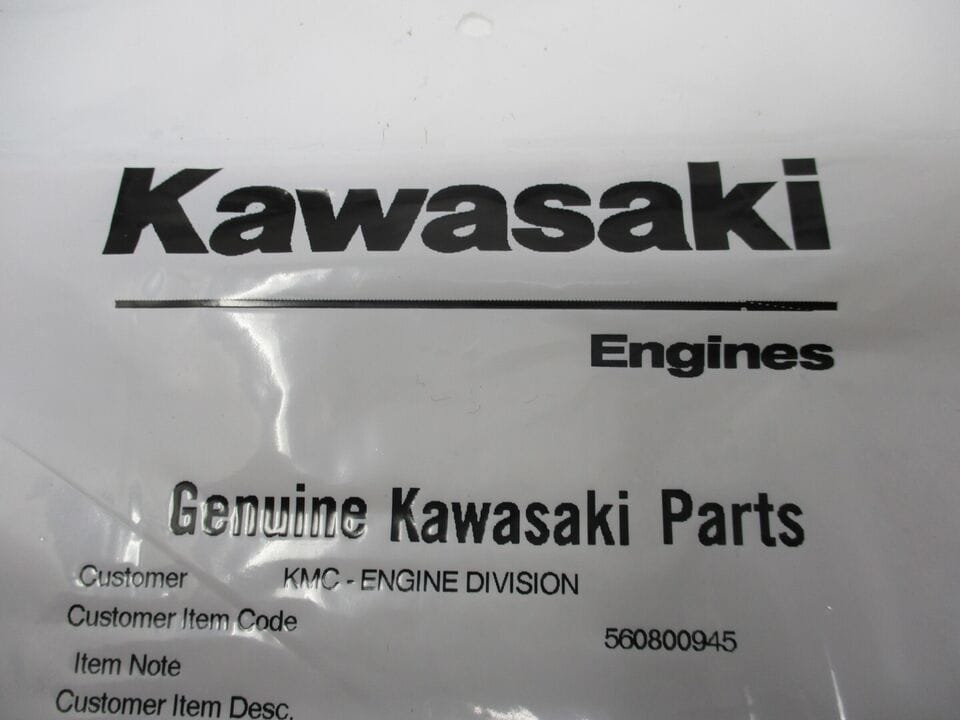 Kawasaki
Engines
Genuine Kawasaki Parts
Customer KMC - ENGINE DIVISION
Customer Item Code
560800945
Item Note
Customer Item Desc.